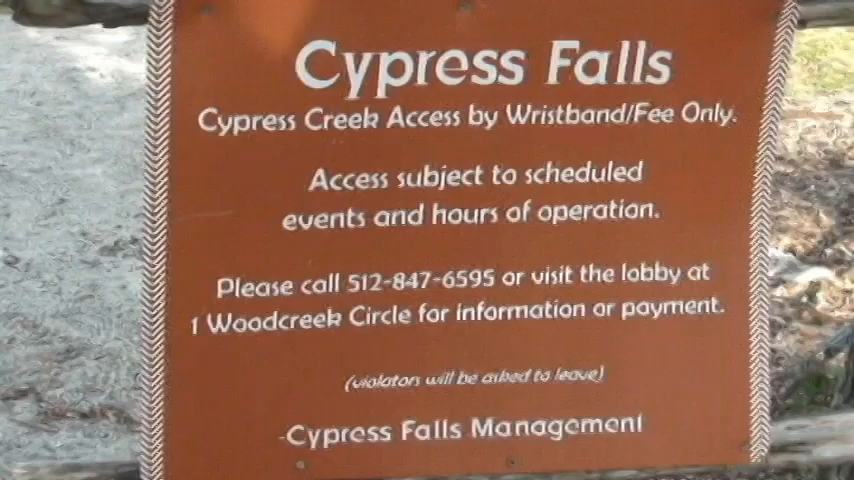 Cypress Falls
Cypress Creek Access by Wristband/Fee Only.
Access subject to scheduled
events and hours of operation.
Please call 512-847-6595 or visit the lobby at
1 Woodcreek Circle for information or payment.
(violators will be asked to leave)
-Cypress Falls Management